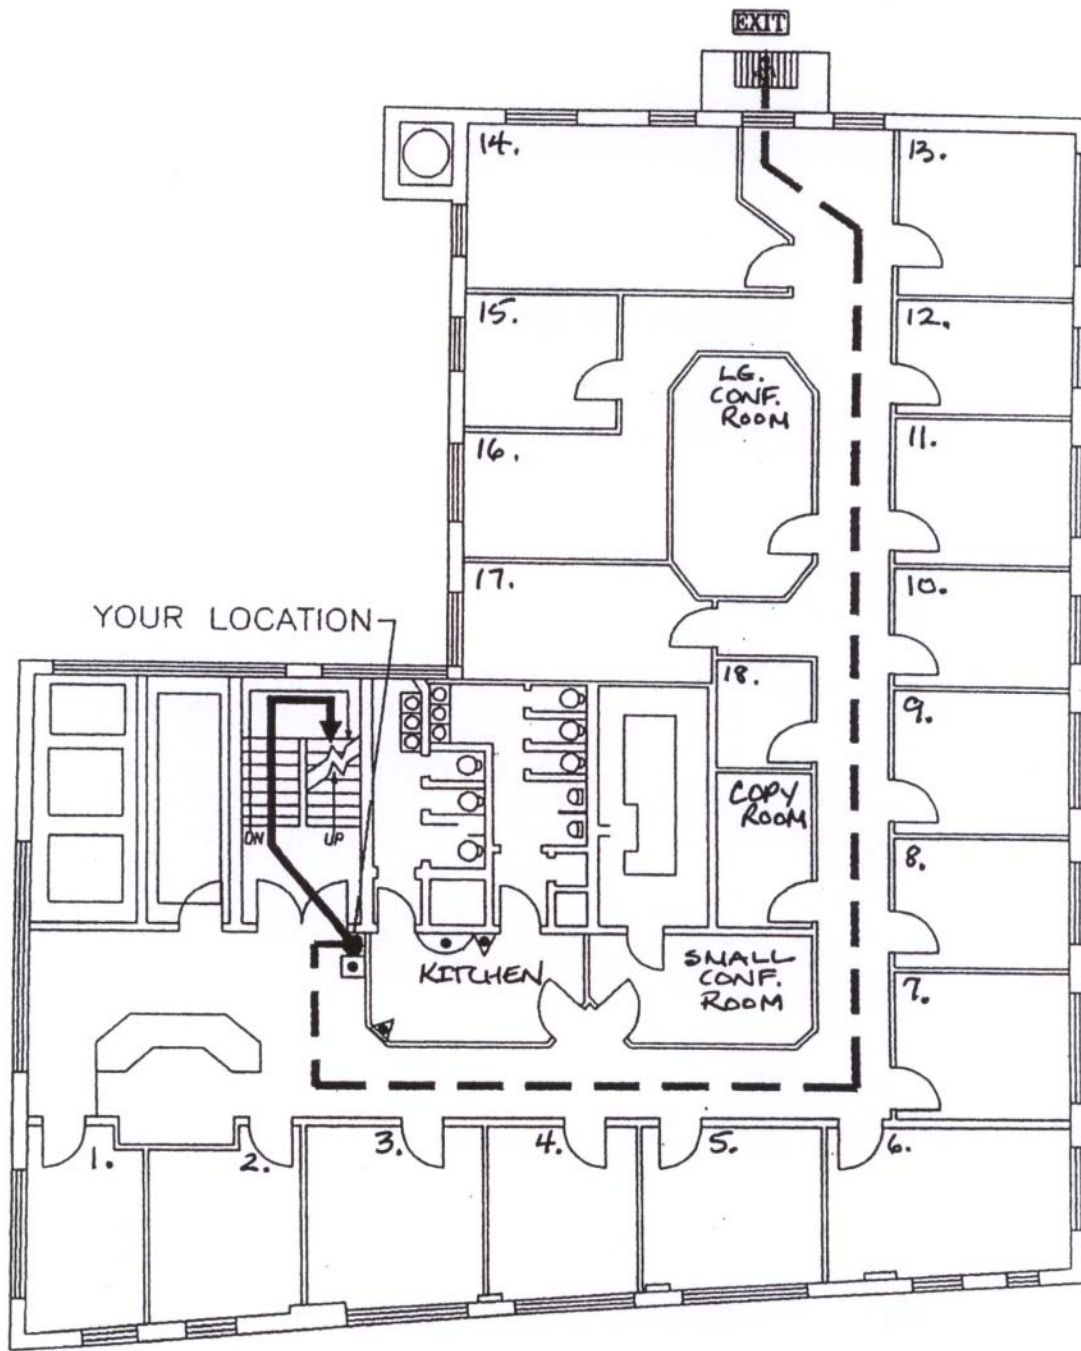 EXIT
14.
13.
15.
12.
LG.
CONF.
ROOM
16.
11.
17.
10.
YOUR LOCATION
18.
9.
COPY
ROOM
DN
UP
8.
KITCHEN
SMALL
CONF.
ROOM
7.
1.
2.
3.
4.
5.
6.